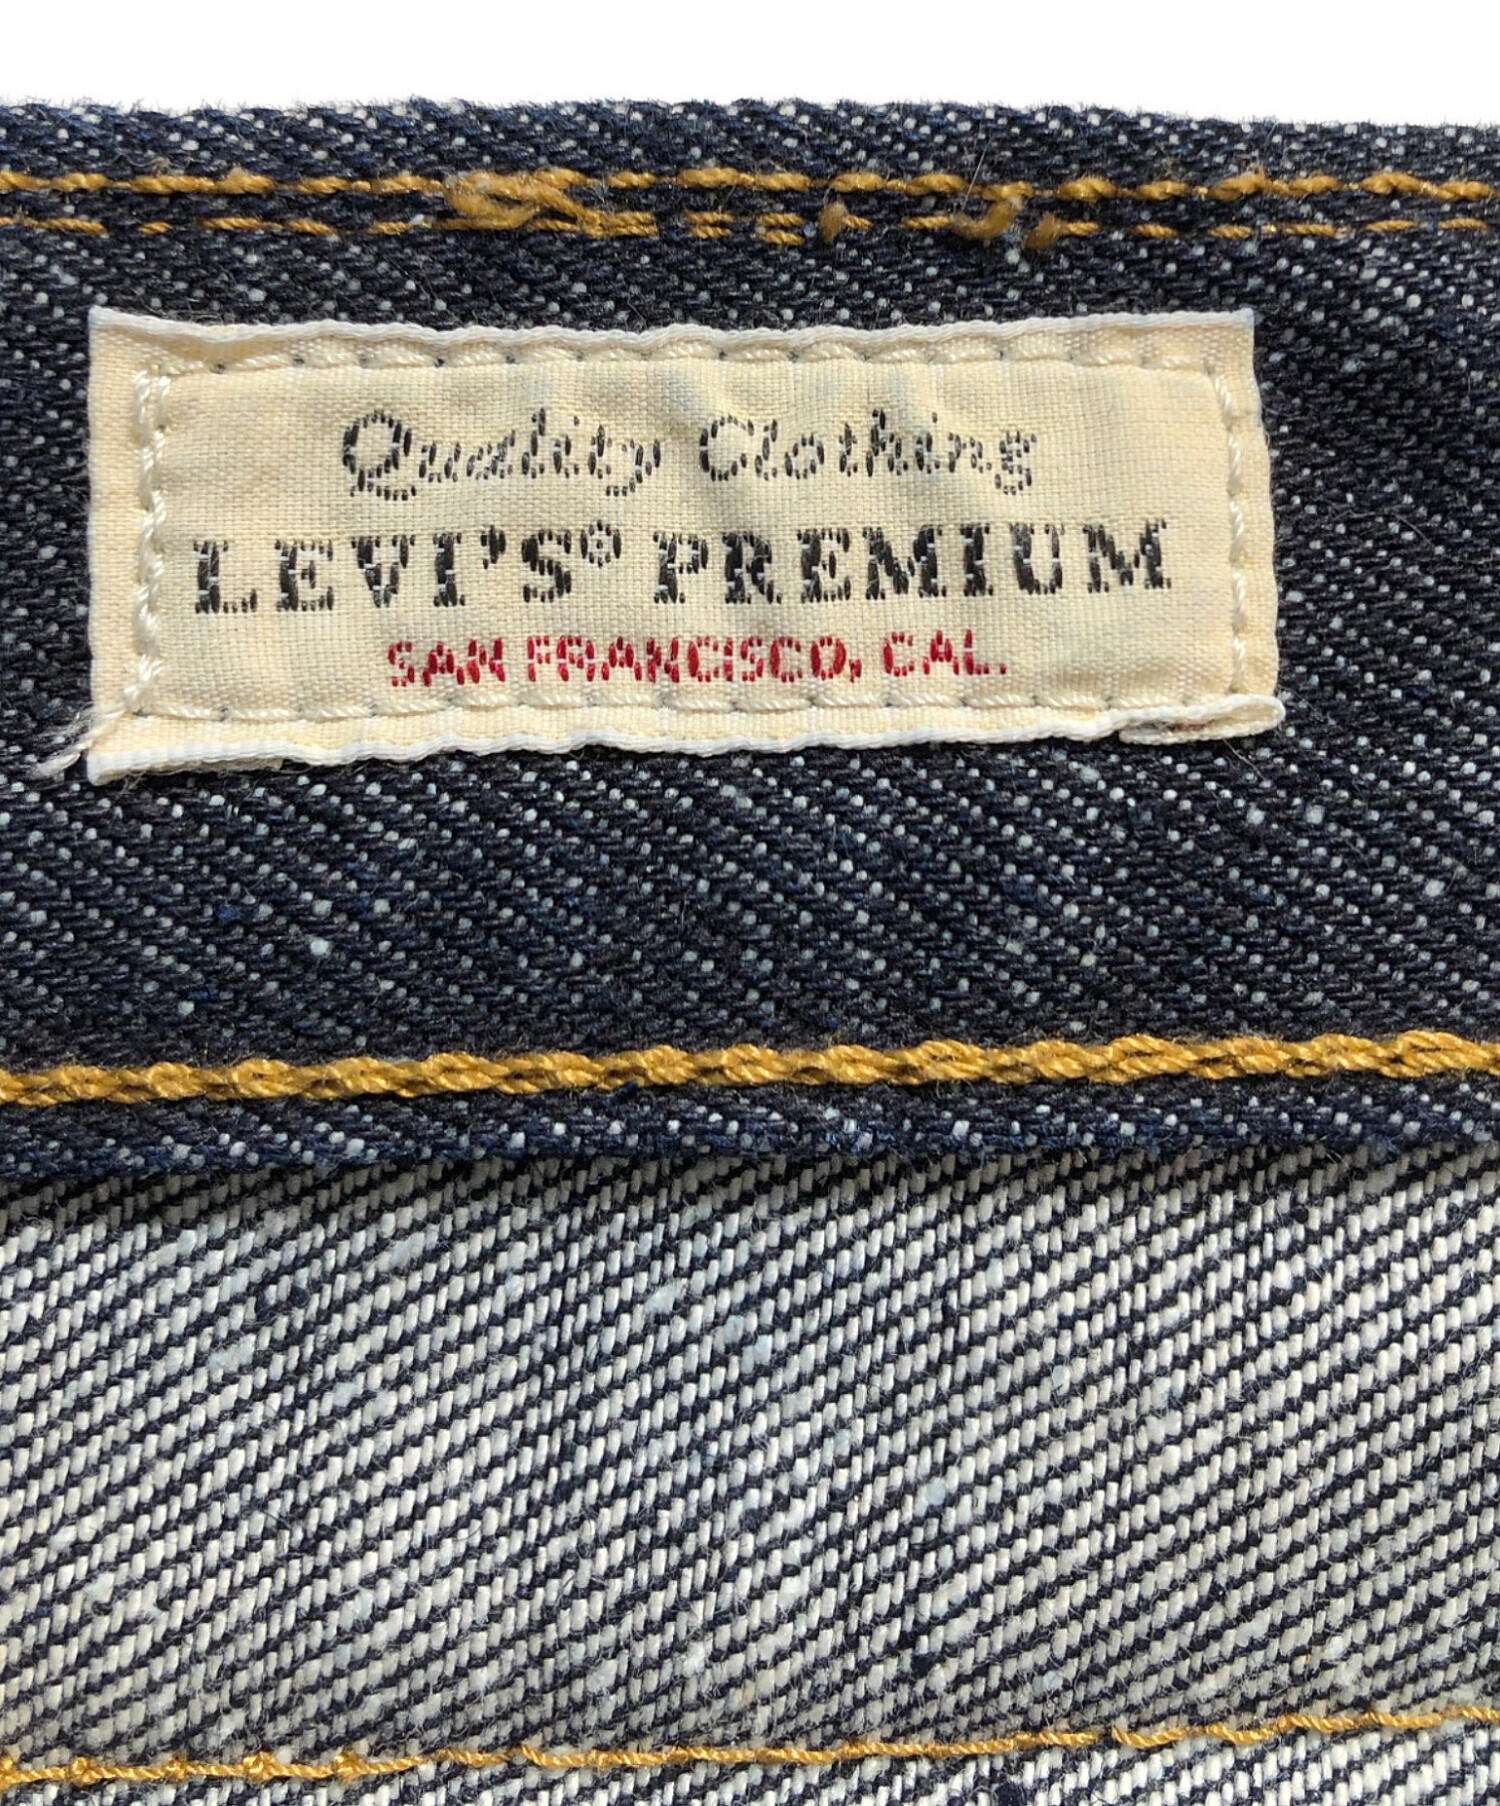 Quality Clothing
LEVI'S® PREMIUM
SAN FRANCISCO, CAL.